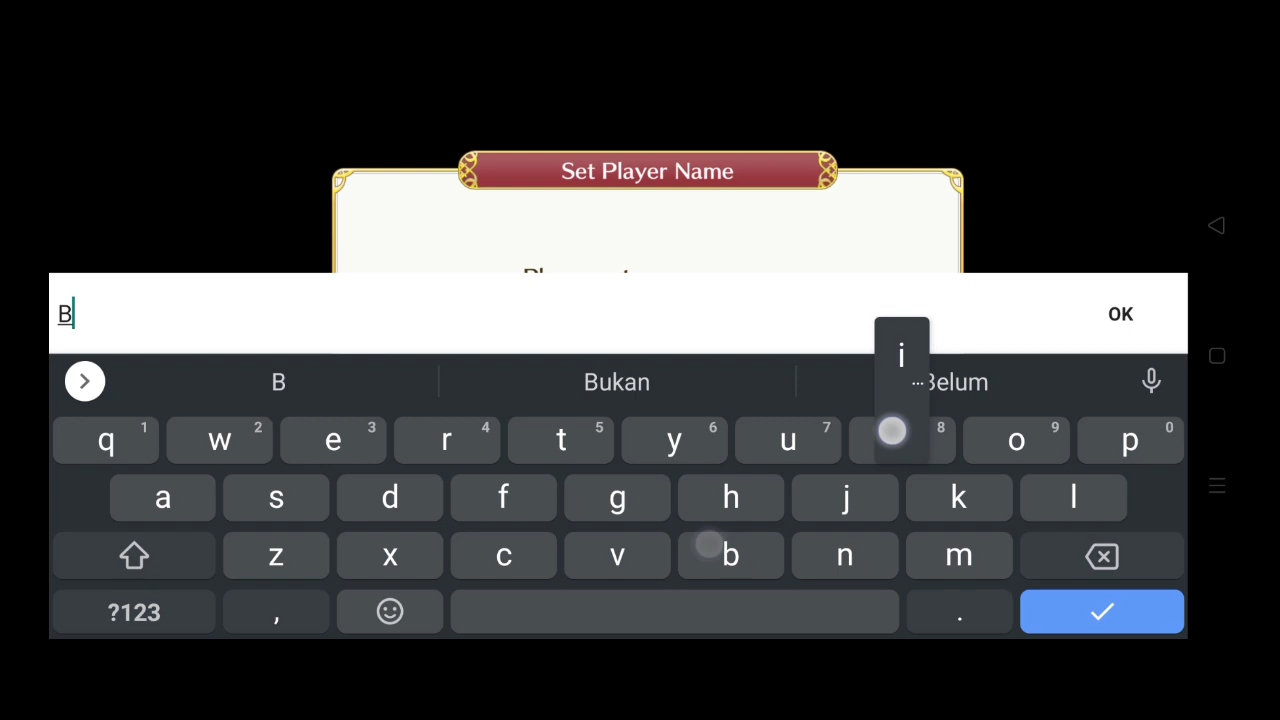 Set Player Name
B
OK
i
B Bukan Belum
q 1 w 2 e 3 r 4 t 5 y 6 u 7 8 o 9 p 0
a s d f g h j k l
z x c v b n m
?123 , .